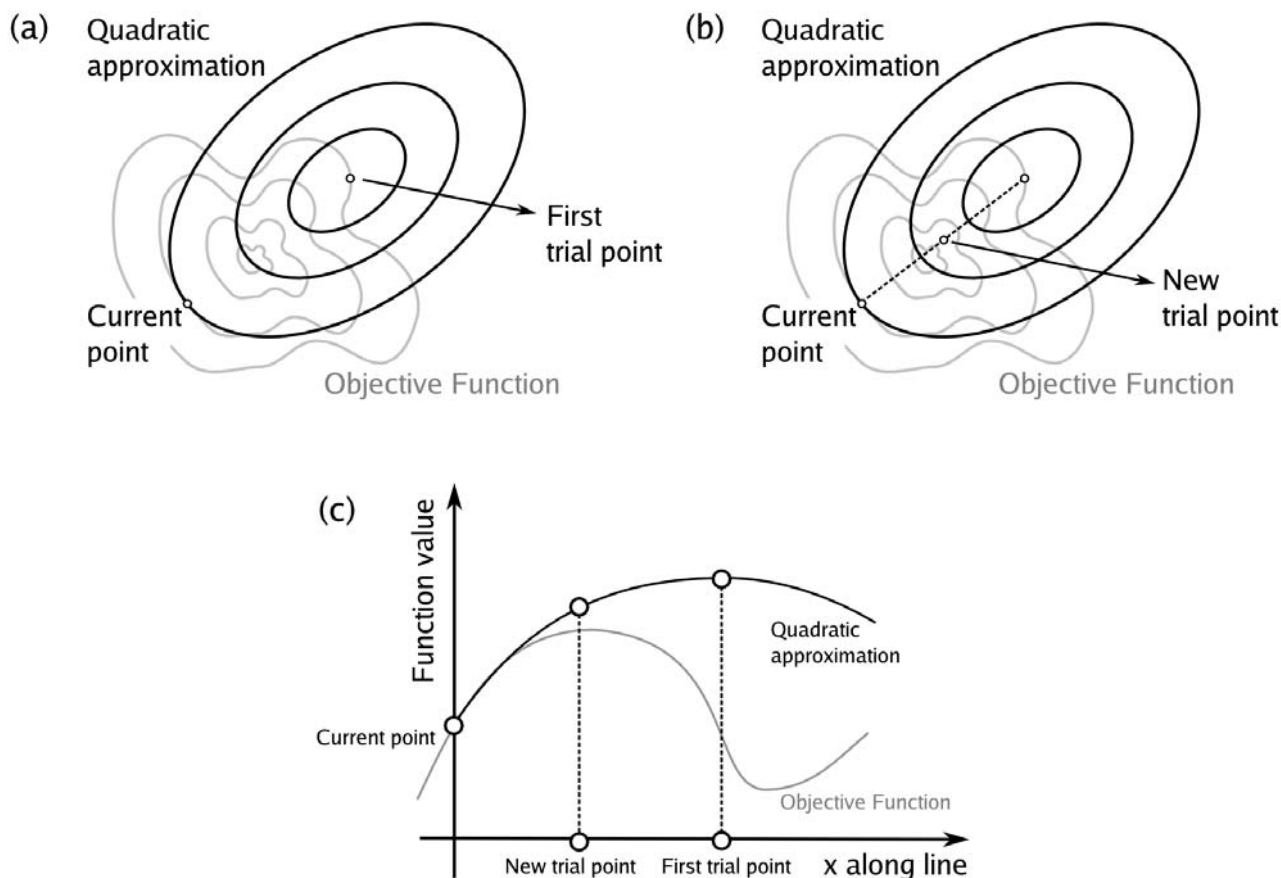 (a)
Quadratic
approximation
First
trial point
Current
point
Objective Function
(b)
Quadratic
approximation
New
trial point
Current
point
Objective Function
(c)
Function value
Quadratic
approximation
Current point
Objective Function
New trial point
First trial point
x along line